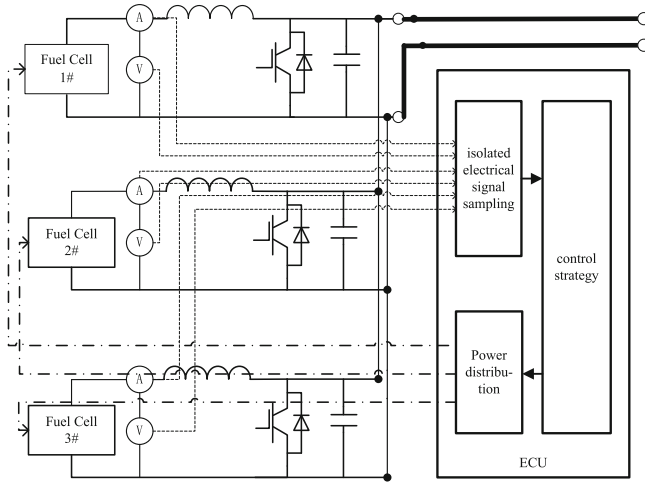 A
Fuel Cell
1#
V
isolated
electrical
signal
sampling
A
Fuel Cell
2#
V
control
strategy
Power
distribu-
tion
A
Fuel Cell
3#
V
ECU